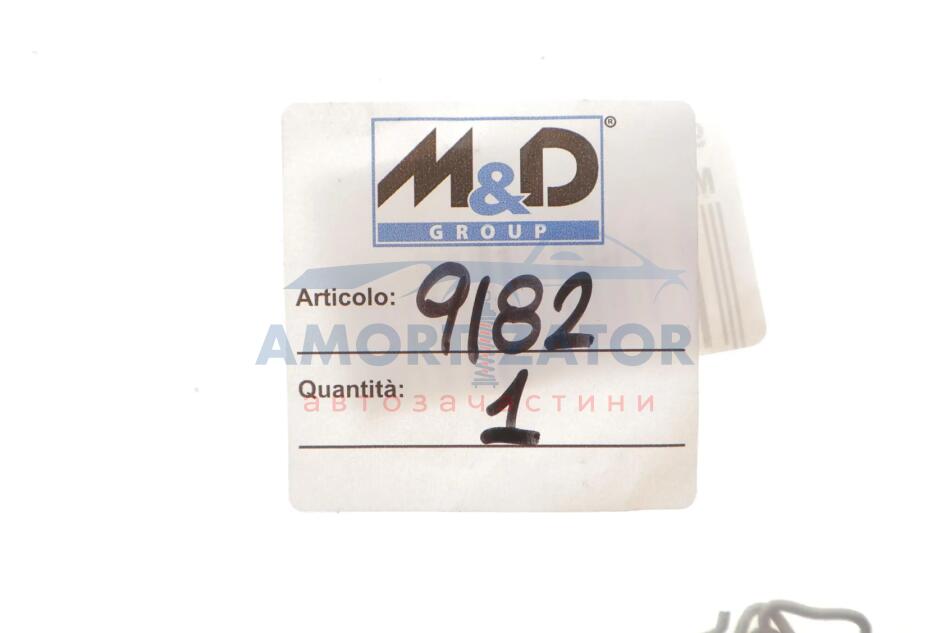 M&D®
GROUP
Articolo: 9182
AMORTIZATOR
Quantità: 1
автозапчастини